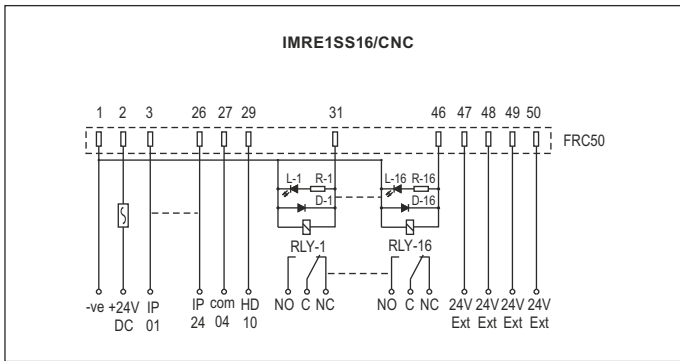 IMRE1SS16/CNC
1 2 3 26 27 29 31 46 47 48 49 50
FRC50
L-1 R-1 L-16 R-16
D-1 D-16
RLY-1 RLY-16
-ve +24V IP IP com HD NO C NC NO C NC 24V 24V 24V 24V
DC 01 24 04 10 Ext Ext Ext Ext